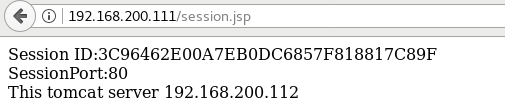 192.168.200.111/session.jsp
Session ID:3C96462E00A7EB0DC6857F818817C89F
SessionPort:80
This tomcat server 192.168.200.112